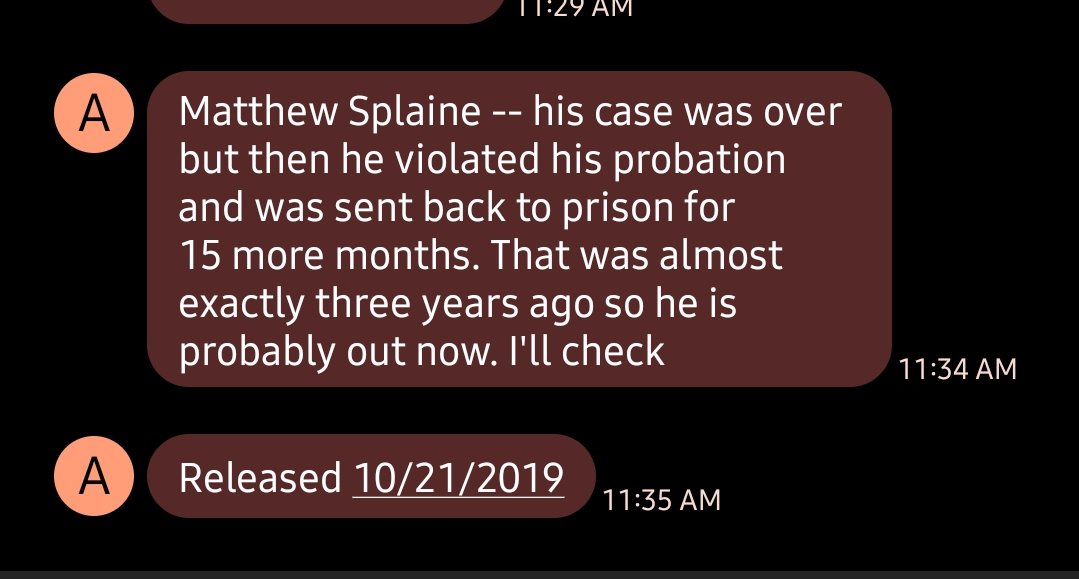 11:29 AM
A
Matthew Splaine -- his case was over
but then he violated his probation
and was sent back to prison for
15 more months. That was almost
exactly three years ago so he is
probably out now. I'll check
11:34 AM
A
Released 10/21/2019
11:35 AM